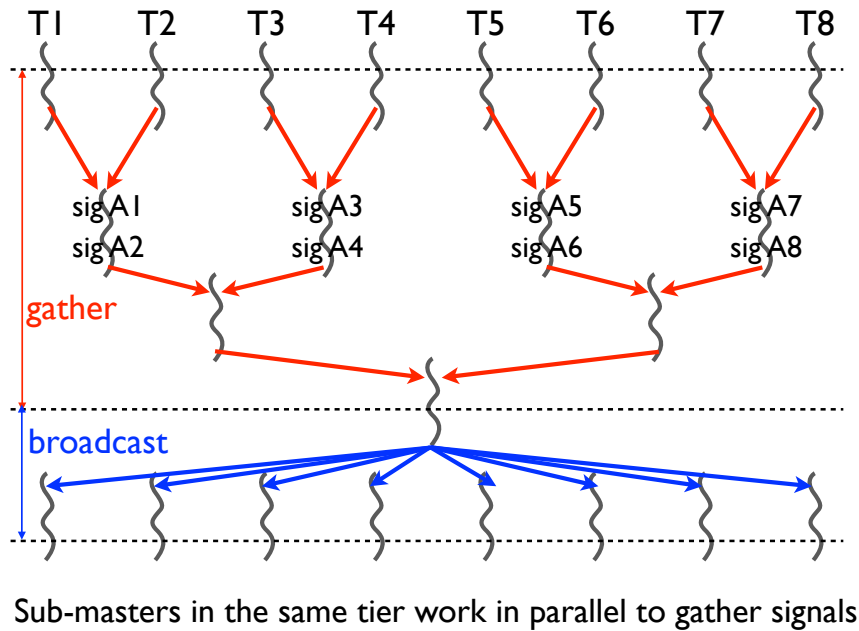 T1 T2 T3 T4 T5 T6 T7 T8
sig A1 sig A3 sig A5 sig A7
sig A2 sig A4 sig A6 sig A8
gather
broadcast
Sub-masters in the same tier work in parallel to gather signals